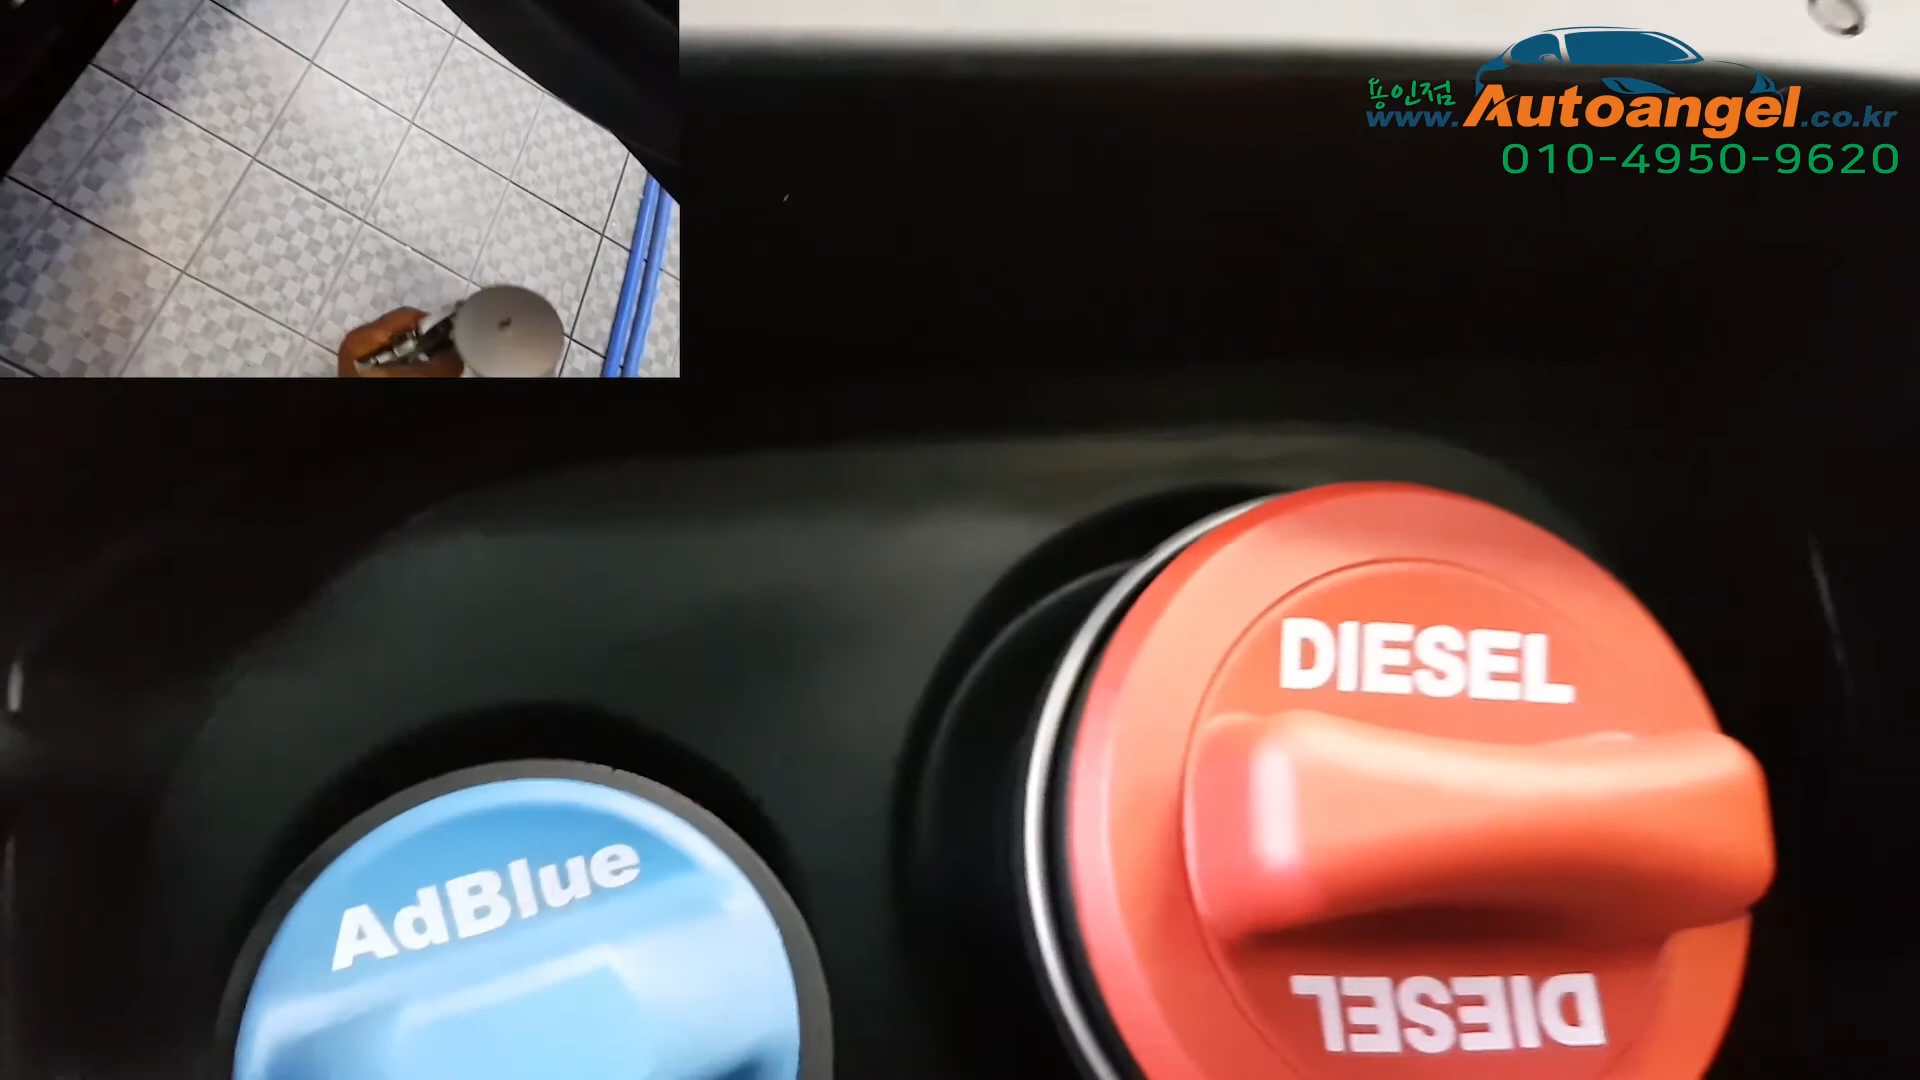 용인점
www.Autoangel.co.kr
010-4950-9620
DIESEL
AdBlue
DIESEL